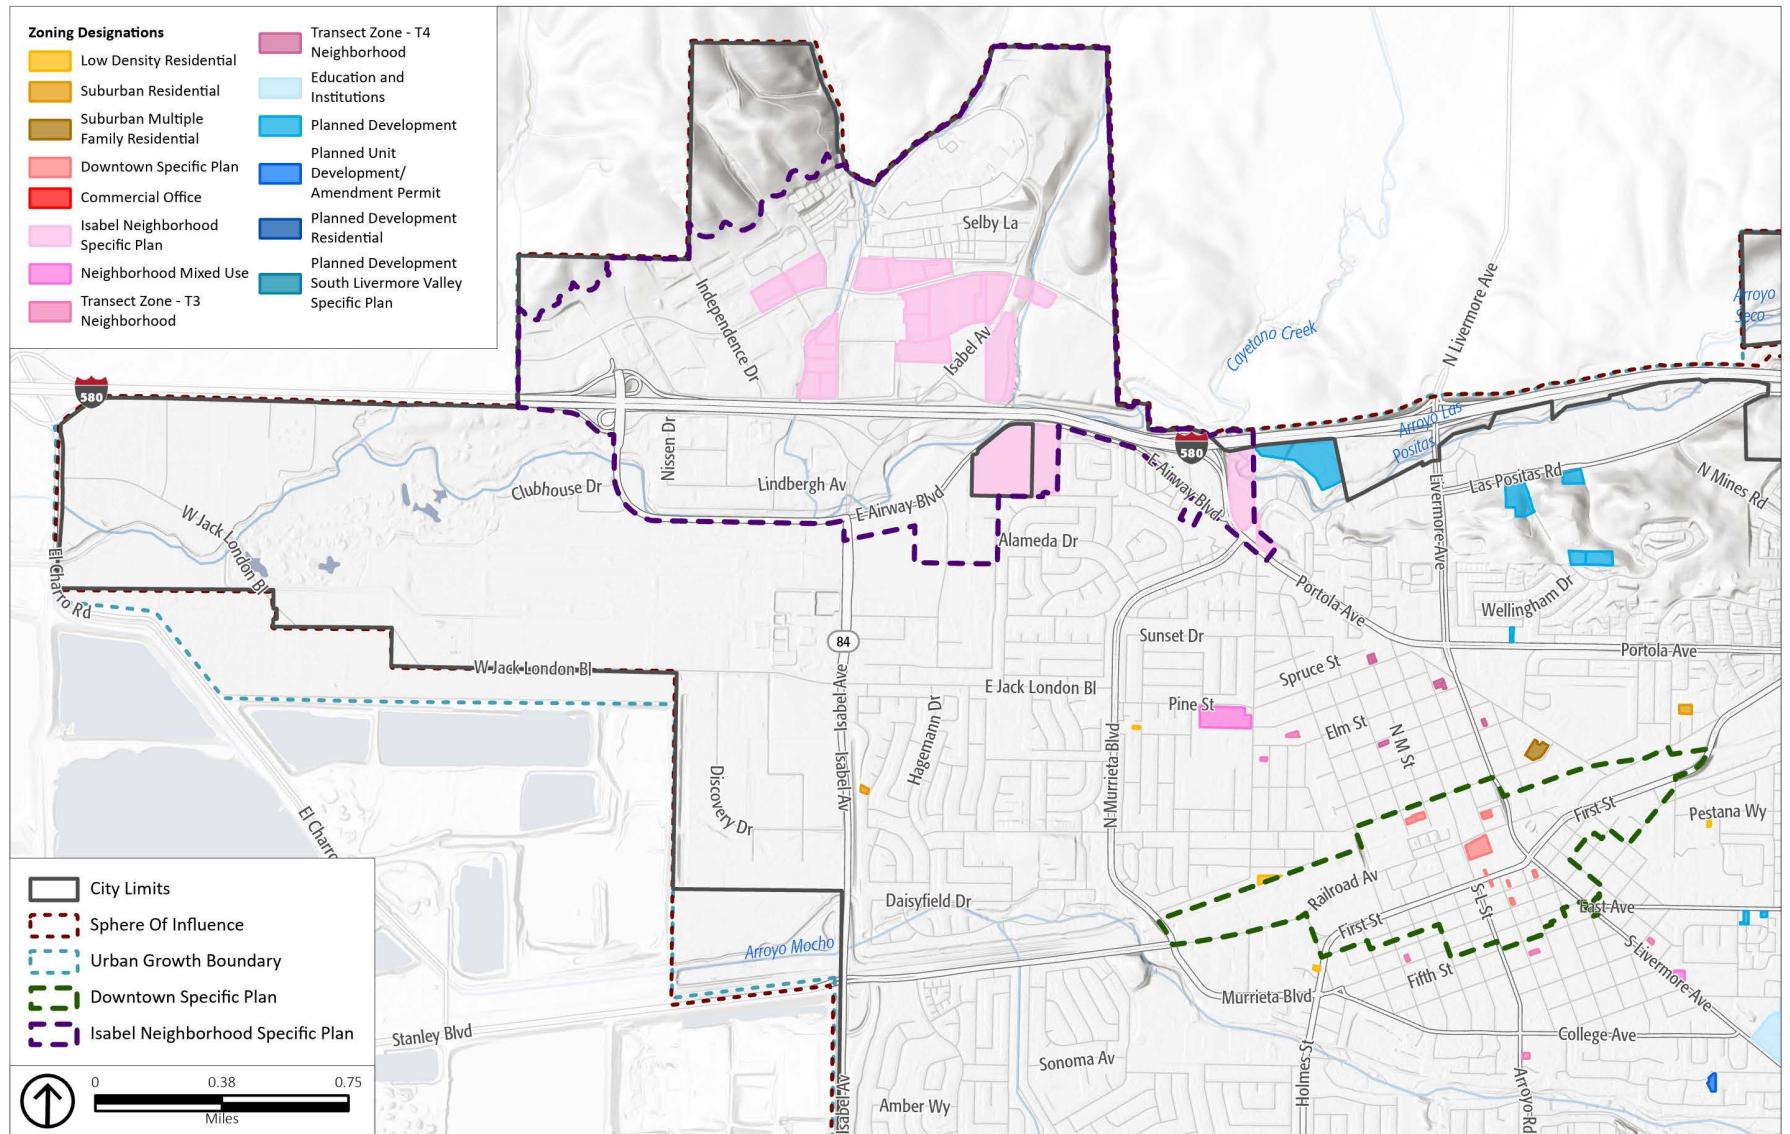 Zoning Designations
Low Density Residential
Suburban Residential
Suburban Multiple
Family Residential
Downtown Specific Plan
Commercial Office
Isabel Neighborhood
Specific Plan
Neighborhood Mixed Use
Transect Zone - T3
Neighborhood
Transect Zone - T4
Neighborhood
Education and
Institutions
Planned Development
Planned Unit
Development/
Amendment Permit
Planned Development
Residential
Planned Development
South Livermore Valley
Specific Plan
Selby La
Independence Dr
Isabel Av
Cayetano Creek
N Livermore Ave
Arroyo
Seco
580
580
Arroyo Las
Positas
Las Positas Rd
N Mines Rd
Nissen Dr
Clubhouse Dr
Lindbergh Av
E Airway Blvd
E Airway Blvd
Alameda Dr
Livermore Ave
W Jack London Bl
El Charro Rd
Portola Ave
Wellingham Dr
Sunset Dr
84
Portola Ave
W Jack London Bl
E Jack London Bl
Spruce St
Pine St
Elm St
N M St
Isabel Ave
Isabel Av
Hagemann Dr
N Murrieta Blvd
Discovery Dr
El Charro
First St
Pestana Wy
Railroad Av
Daisyfield Dr
First St
S L St
East Ave
Arroyo Mocho
Fifth St
S Livermore Ave
Murrieta Blvd
Stanley Blvd
College Ave
Sonoma Av
Holmes St
Arroyo Rd
Isabel Av
Amber Wy
City Limits
Sphere Of Influence
Urban Growth Boundary
Downtown Specific Plan
Isabel Neighborhood Specific Plan
0 0.38 0.75
Miles